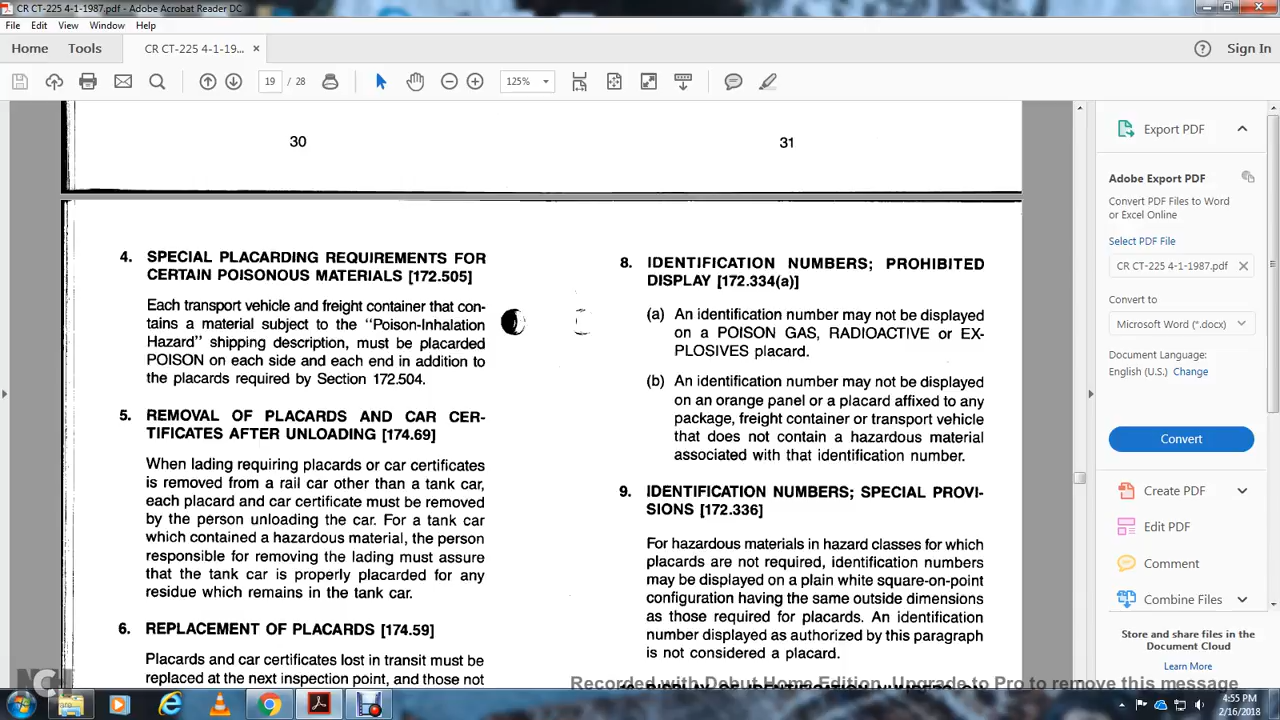 CR CT-225 4-1-1987.pdf - Adobe Acrobat Reader DC
File Edit View Window Help
Home Tools CR CT-225 4-1-19... × Sign In
19 / 28 125%
30
31
4. SPECIAL PLACARDING REQUIREMENTS FOR
CERTAIN POISONOUS MATERIALS [172.505]
Each transport vehicle and freight container that con-
tains a material subject to the "Poison-Inhalation
Hazard" shipping description, must be placarded
POISON on each side and each end in addition to
the placards required by Section 172.504.
5. REMOVAL OF PLACARDS AND CAR CER-
TIFICATES AFTER UNLOADING [174.69]
When lading requiring placards or car certificates
is removed from a rail car other than a tank car,
each placard and car certificate must be removed
by the person unloading the car. For a tank car
which contained a hazardous material, the person
responsible for removing the lading must assure
that the tank car is properly placarded for any
residue which remains in the tank car.
6. REPLACEMENT OF PLACARDS [174.59]
Placards and car certificates lost in transit must be
replaced at the next inspection point, and those not
8. IDENTIFICATION NUMBERS; PROHIBITED
DISPLAY [172.334(a)]
(a) An identification number may not be displayed
on a POISON GAS, RADIOACTIVE or EX-
PLOSIVES placard.
(b) An identification number may not be displayed
on an orange panel or a placard affixed to any
package, freight container or transport vehicle
that does not contain a hazardous material
associated with that identification number.
9. IDENTIFICATION NUMBERS; SPECIAL PROVI-
SIONS [172.336]
For hazardous materials in hazard classes for which
placards are not required, identification numbers
may be displayed on a plain white square-on-point
configuration having the same outside dimensions
as those required for placards. An identification
number displayed as authorized by this paragraph
is not considered a placard.
Export PDF
Adobe Export PDF
Convert PDF Files to Word
or Excel Online
Select PDF File
CR CT-225 4-1-1987.pdf
Convert to
Microsoft Word (*.docx)
Document Language:
English (U.S.) Change
Convert
Create PDF
Edit PDF
Comment
Combine Files
Store and share files in the
Document Cloud
Learn More
Recorded with Debut Home Edition. Upgrade to Pro to remove this message
4:55 PM
2/16/2018